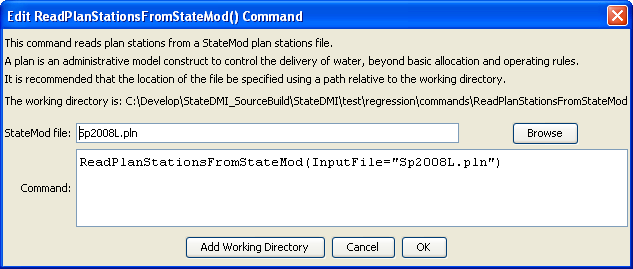 Edit ReadPlanStationsFromStateMod() Command
This command reads plan stations from a StateMod plan stations file.
A plan is an administrative model construct to control the delivery of water, beyond basic allocation and operating rules.
It is recommended that the location of the file be specified using a path relative to the working directory.
The working directory is: C:\Develop\StateDMI_SourceBuild\StateDMI\test\regression\commands\ReadPlanStationsFromStateMod
StateMod file: Sp2008L.pln Browse
Command: ReadPlanStationsFromStateMod(InputFile="Sp2008L.pln")
Add Working Directory Cancel OK